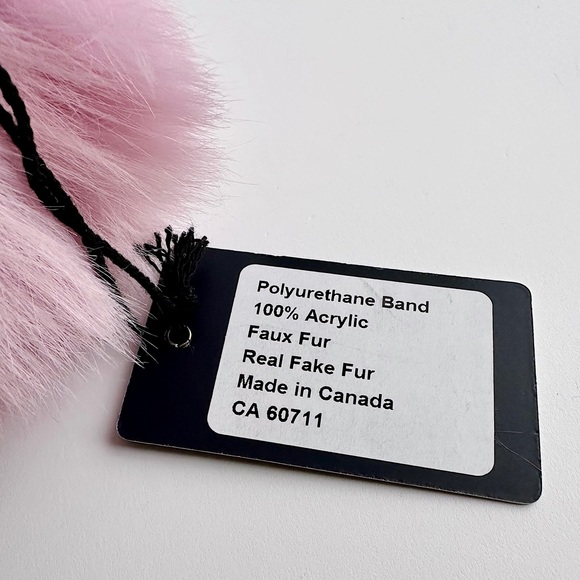 Polyurethane Band
100% Acrylic
Faux Fur
Real Fake Fur
Made in Canada
CA 60711